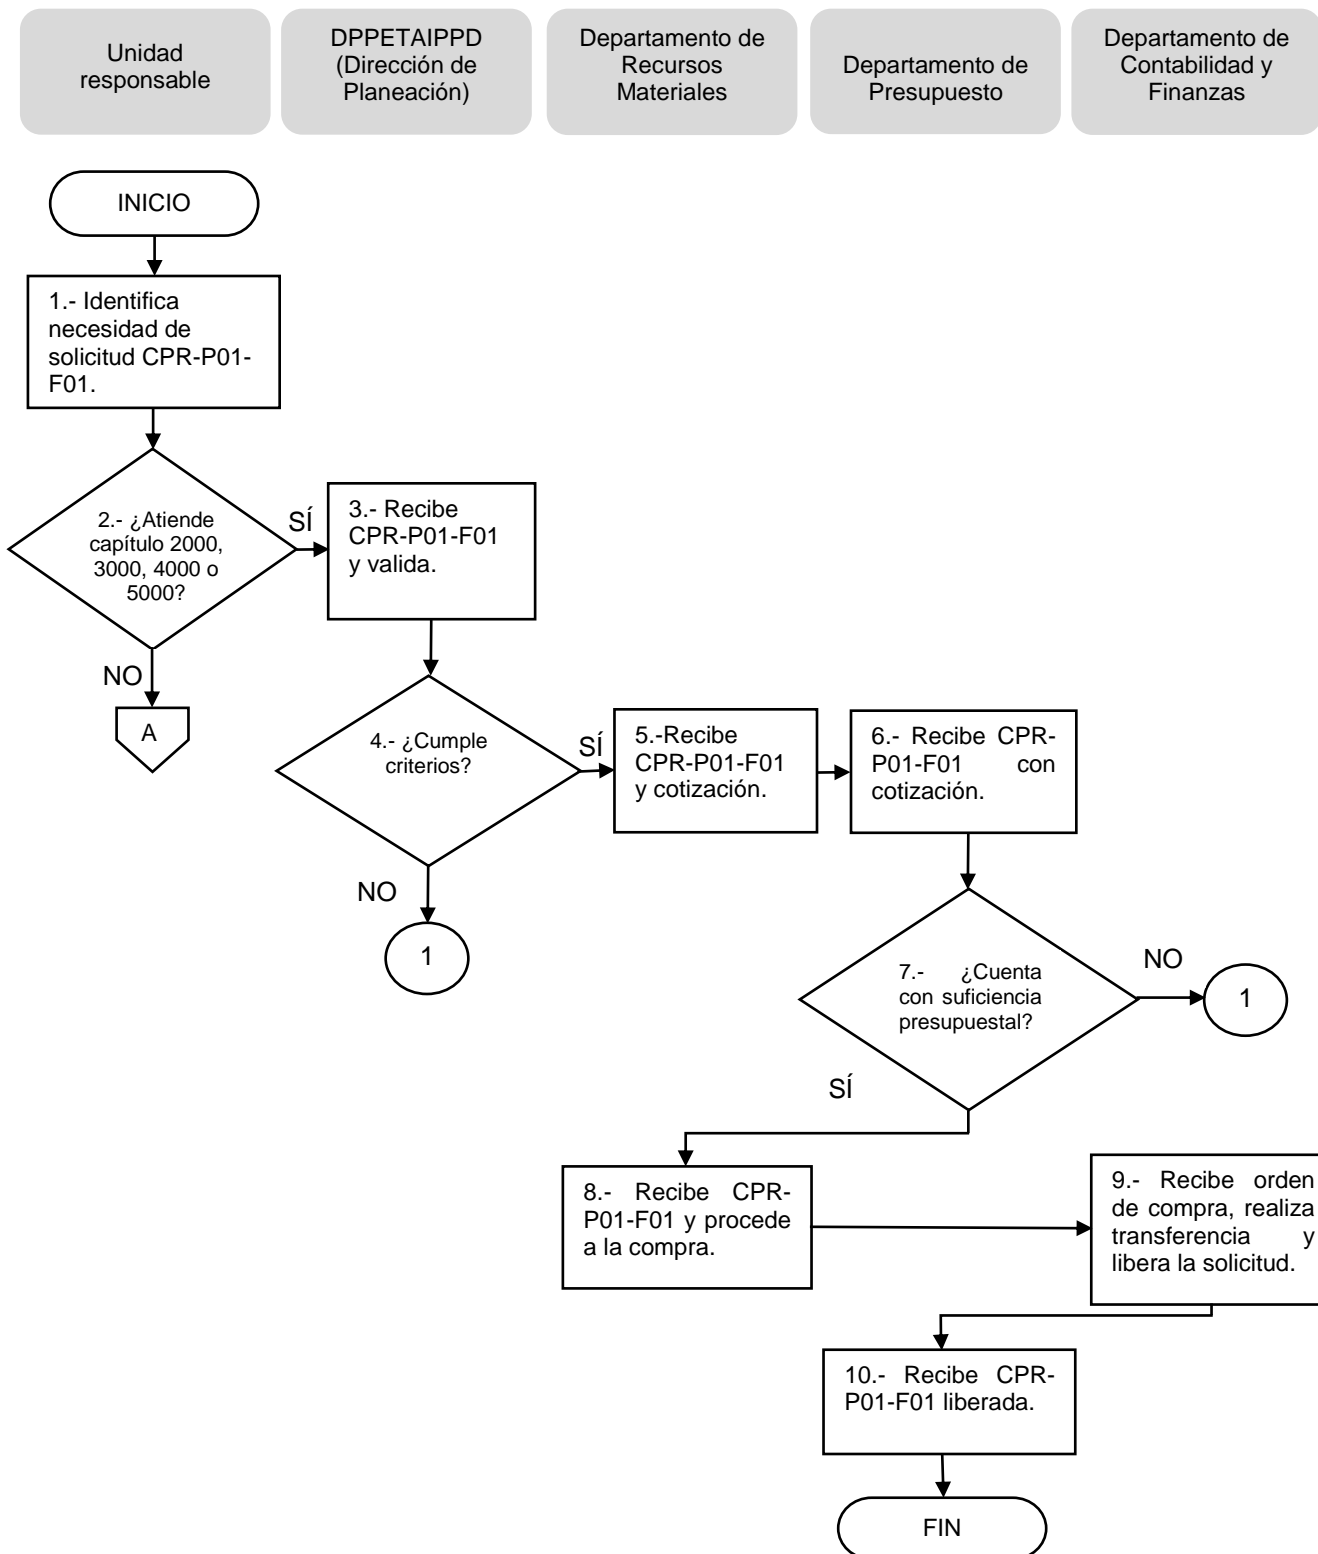 Unidad
responsable
DPPETAIPPD
(Dirección de
Planeación)
Departamento de
Recursos
Materiales
Departamento de
Presupuesto
Departamento de
Contabilidad y
Finanzas
INICIO
1.- Identifica
necesidad de
solicitud CPR-P01-
F01.
2.- ¿Atiende
capítulo 2000,
3000, 4000 o
5000?
SÍ
NO
A
3.- Recibe
CPR-P01-F01
y valida.
4.- ¿Cumple
criterios?
SÍ
NO
1
5.-Recibe
CPR-P01-F01
y cotización.
6.- Recibe CPR-
P01-F01 con
cotización.
7.- ¿Cuenta
con suficiencia
presupuestal?
NO
1
SÍ
8.- Recibe CPR-
P01-F01 y procede
a la compra.
9.- Recibe orden
de compra, realiza
transferencia y
libera la solicitud.
10.- Recibe CPR-
P01-F01 liberada.
FIN